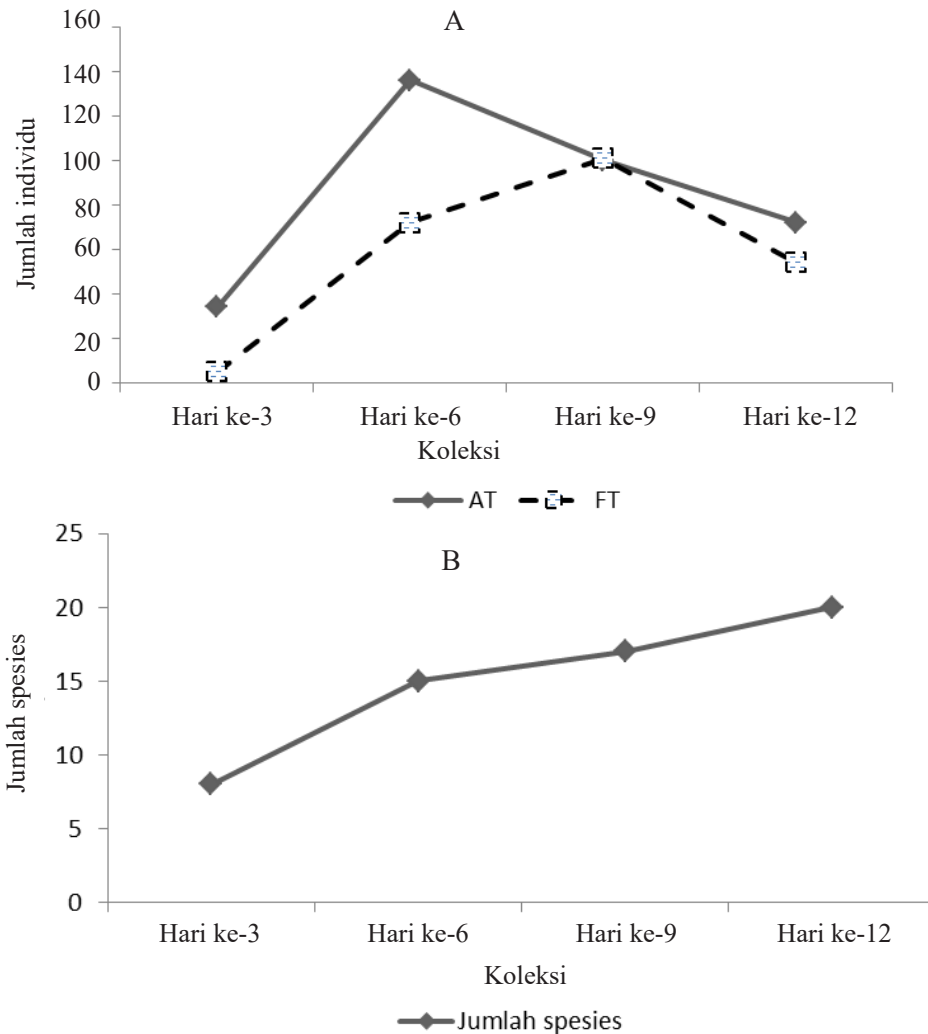 A
160
140
120
100
80
60
40
20
0
Jumlah individu
Hari ke-3 Hari ke-6 Hari ke-9 Hari ke-12
Koleksi
AT FT
B
25
20
15
10
5
0
Jumlah spesies
Hari ke-3 Hari ke-6 Hari ke-9 Hari ke-12
Koleksi
Jumlah spesies